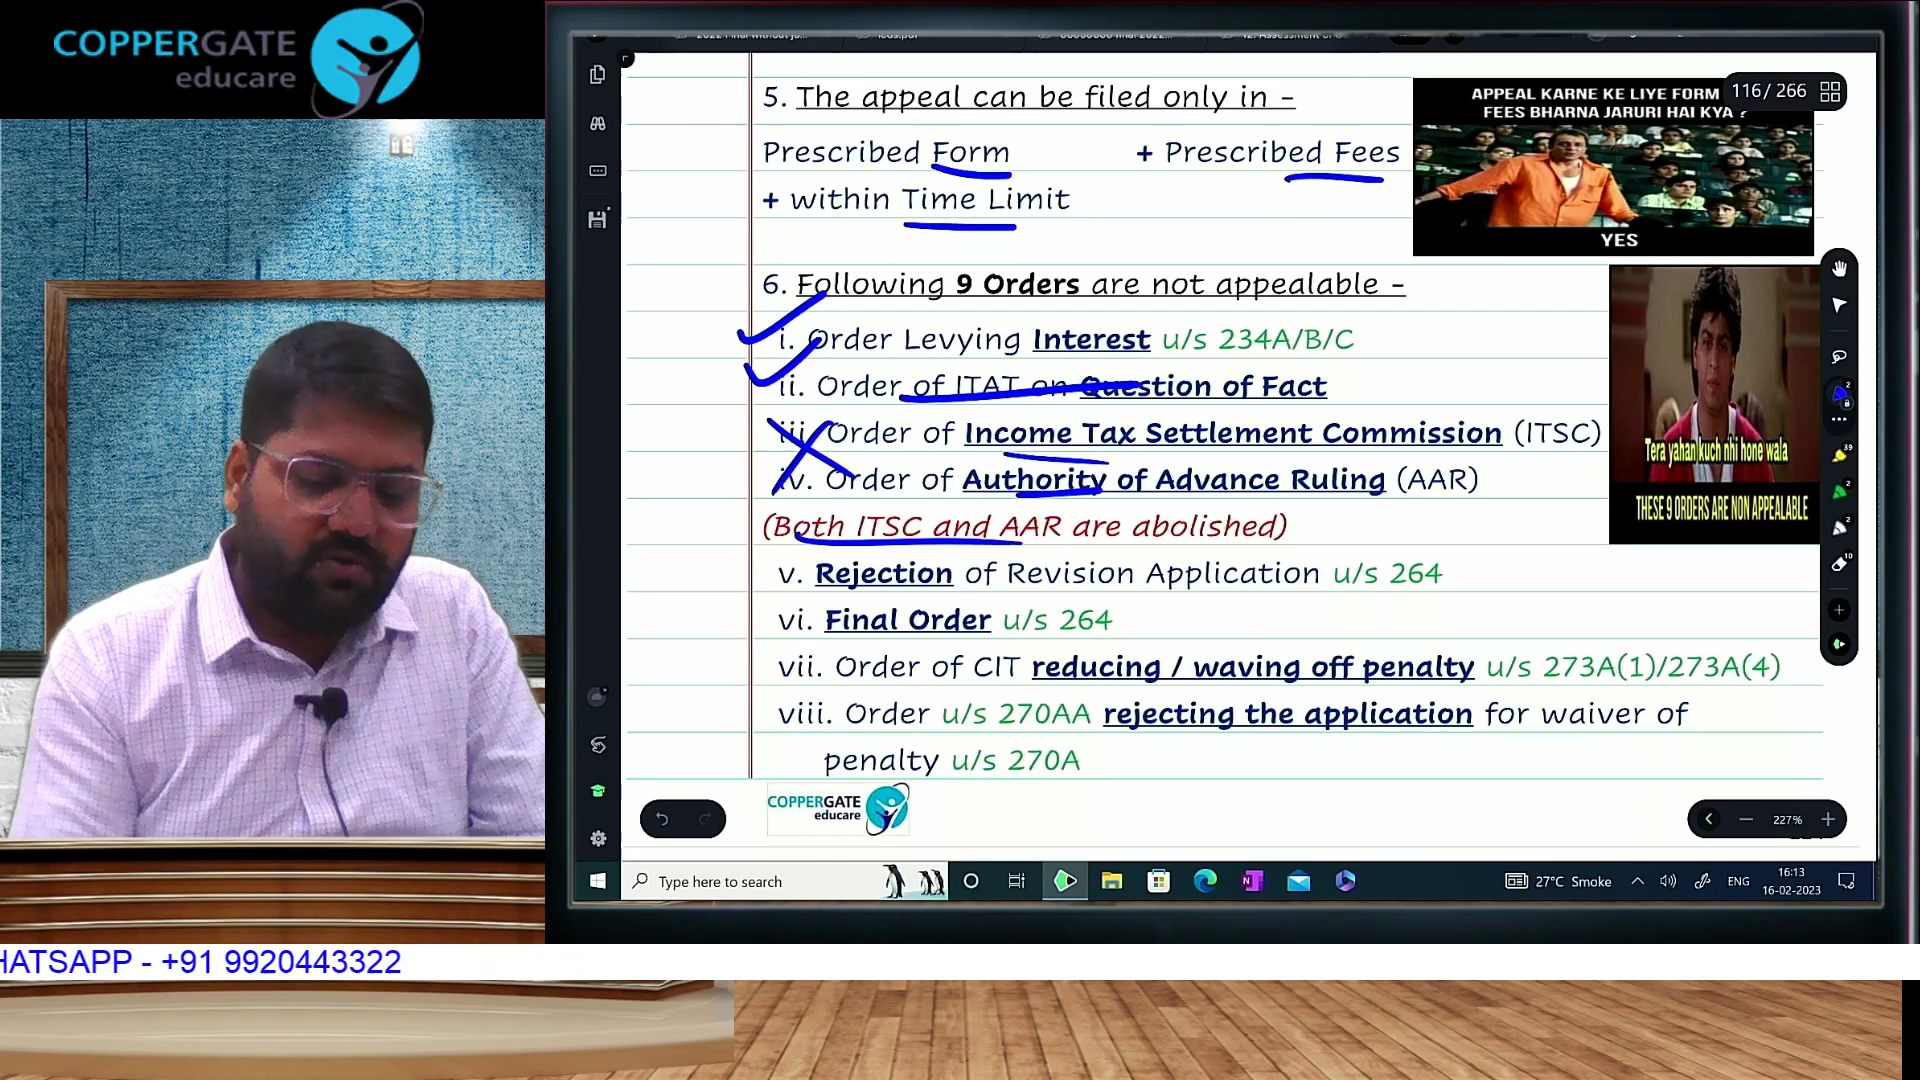 COPPERGATE
educare
116 / 266
5. The appeal can be filed only in -
Prescribed Form + Prescribed Fees
+ within Time Limit
APPEAL KARNE KE LIYE FORM
FEES BHARNA JARURI HAI KYA ?
YES
6. Following 9 Orders are not appealable -
i. Order Levying Interest u/s 234A/B/C
ii. Order of ITAT on Question of Fact
iii. Order of Income Tax Settlement Commission (ITSC)
iv. Order of Authority of Advance Ruling (AAR)
(Both ITSC and AAR are abolished)
v. Rejection of Revision Application u/s 264
vi. Final Order u/s 264
vii. Order of CIT reducing / waving off penalty u/s 273A(1)/273A(4)
viii. Order u/s 270AA rejecting the application for waiver of
penalty u/s 270A
Tera yahan kuch nhi hone wala
THESE 9 ORDERS ARE NON APPEALABLE
COPPERGATE
educare
227%
Type here to search
27°C Smoke
ENG
16:13
16-02-2023
HATSAPP - +91 9920443322